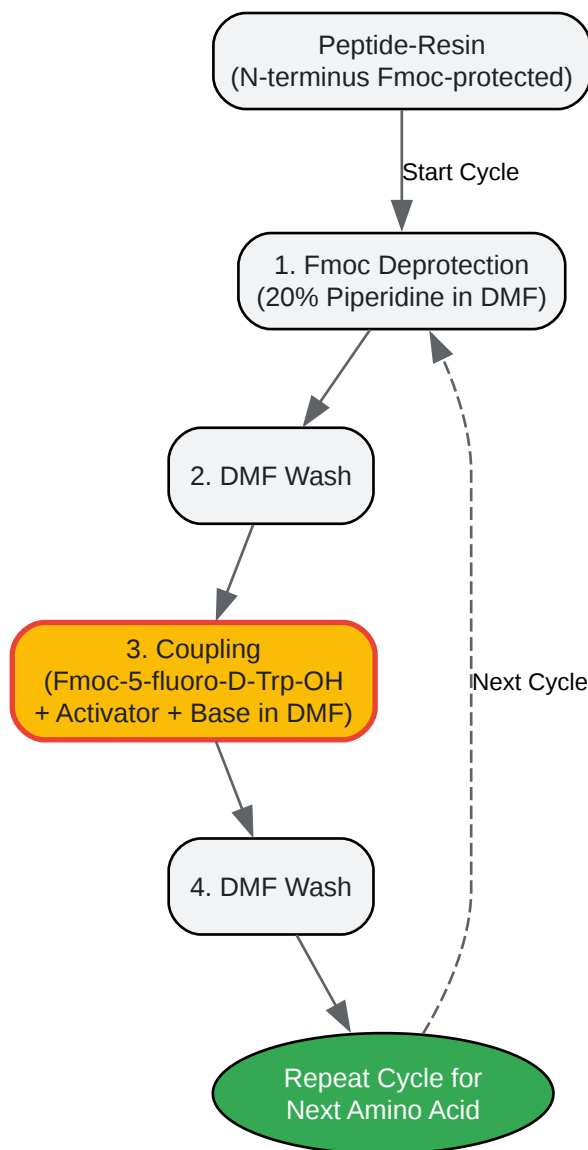 Peptide-Resin
(N-terminus Fmoc-protected)
Start Cycle
1. Fmoc Deprotection
(20% Piperidine in DMF)
2. DMF Wash
3. Coupling
(Fmoc-5-fluoro-D-Trp-OH
+ Activator + Base in DMF)
Next Cycle
4. DMF Wash
Repeat Cycle for
Next Amino Acid